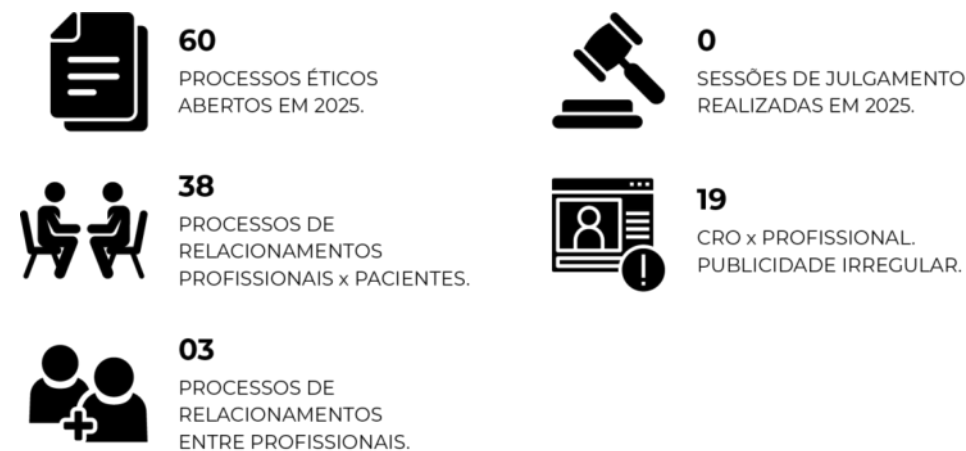 60
PROCESSOS ÉTICOS
ABERTOS EM 2025.
0
SESSÕES DE JULGAMENTO
REALIZADAS EM 2025.
38
PROCESSOS DE
RELACIONAMENTOS
PROFISSIONAIS x PACIENTES.
19
CRO x PROFISSIONAL.
PUBLICIDADE IRREGULAR.
03
PROCESSOS DE
RELACIONAMENTOS
ENTRE PROFISSIONAIS.